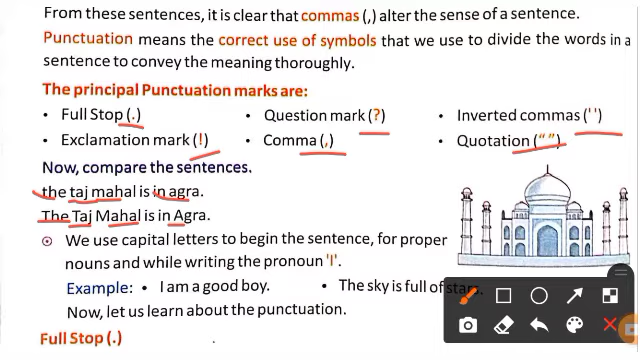 From these sentences, it is clear that commas (,) alter the sense of a sentence.
Punctuation means the correct use of symbols that we use to divide the words in a
sentence to convey the meaning thoroughly.
The principal Punctuation marks are:
• Full Stop (.) • Question mark (?) • Inverted commas (' ')
• Exclamation mark (!) • Comma (,) • Quotation (“ ”)
Now, compare the sentences.
the taj mahal is in agra.
The Taj Mahal is in Agra.
We use capital letters to begin the sentence, for proper
nouns and while writing the pronoun 'I'.
Example: • I am a good boy. • The sky is full of stars.
Now, let us learn about the punctuation.
Full Stop (.)